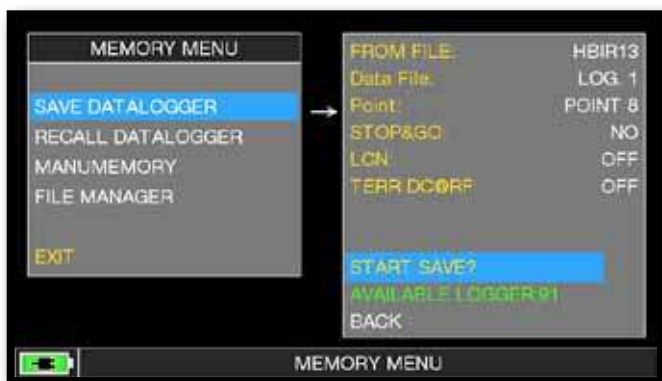 MEMORY MENU
SAVE DATALOGGER
RECALL DATALOGGER
MANUMEMORY
FILE MANAGER
EXIT
→
FROM FILE: HBIR13
Data File: LOG. 1
Point: POINT 8
STOP&GO NO
LCN: OFF
TERR DC@RF OFF
START SAVE?
AVAILABLE LOGGER:91
BACK
MEMORY MENU